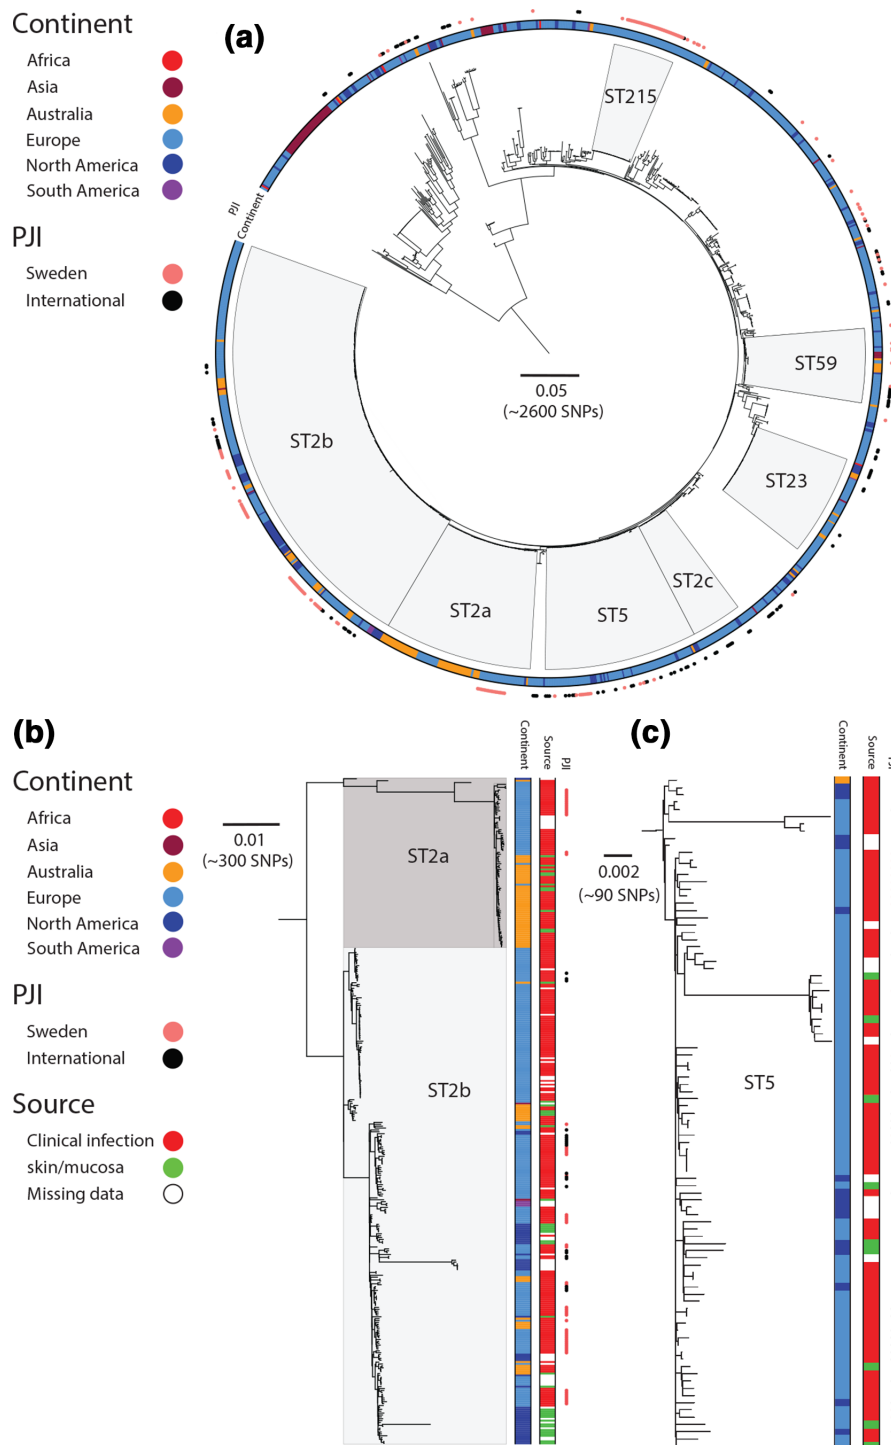 Continent
Africa
Asia
Australia
Europe
North America
South America
PJI
Sweden
International
(a)
PJI
Continent
ST215
ST59
ST23
ST2c
ST5
ST2a
ST2b
0.05
(~2600 SNPs)
(b)
Continent
Africa
Asia
Australia
Europe
North America
South America
PJI
Sweden
International
Source
Clinical infection
skin/mucosa
Missing data
0.01
(~300 SNPs)
Continent
Source
PJI
ST2a
ST2b
(c)
Continent
Source
0.002
(~90 SNPs)
ST5